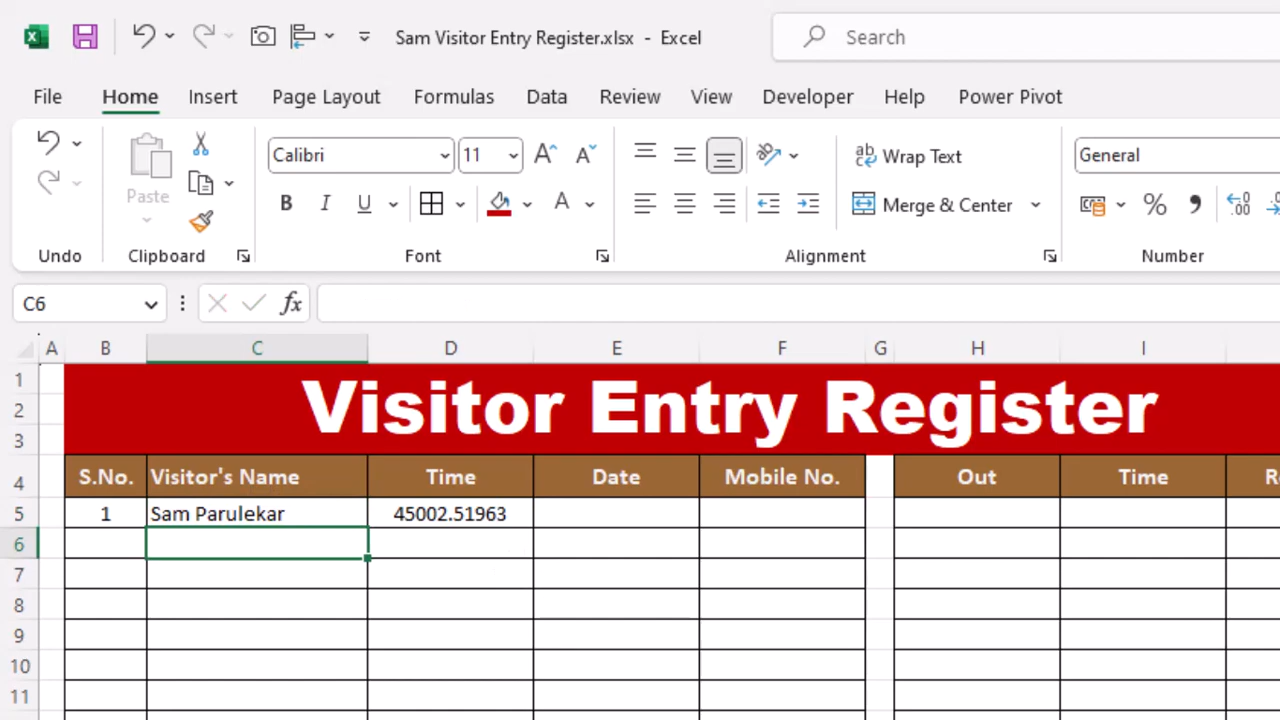 Sam Visitor Entry Register.xlsx - Excel
Search
File Home Insert Page Layout Formulas Data Review View Developer Help Power Pivot
Calibri 11 Wrap Text General
Paste B I U A Merge & Center % .00
Undo Clipboard Font Alignment Number
C6 fx
A B C D E F G H I
1
2
3
Visitor Entry Register
4 S.No. Visitor's Name Time Date Mobile No. Out Time
5 1 Sam Parulekar 45002.51963
6
7
8
9
10
11